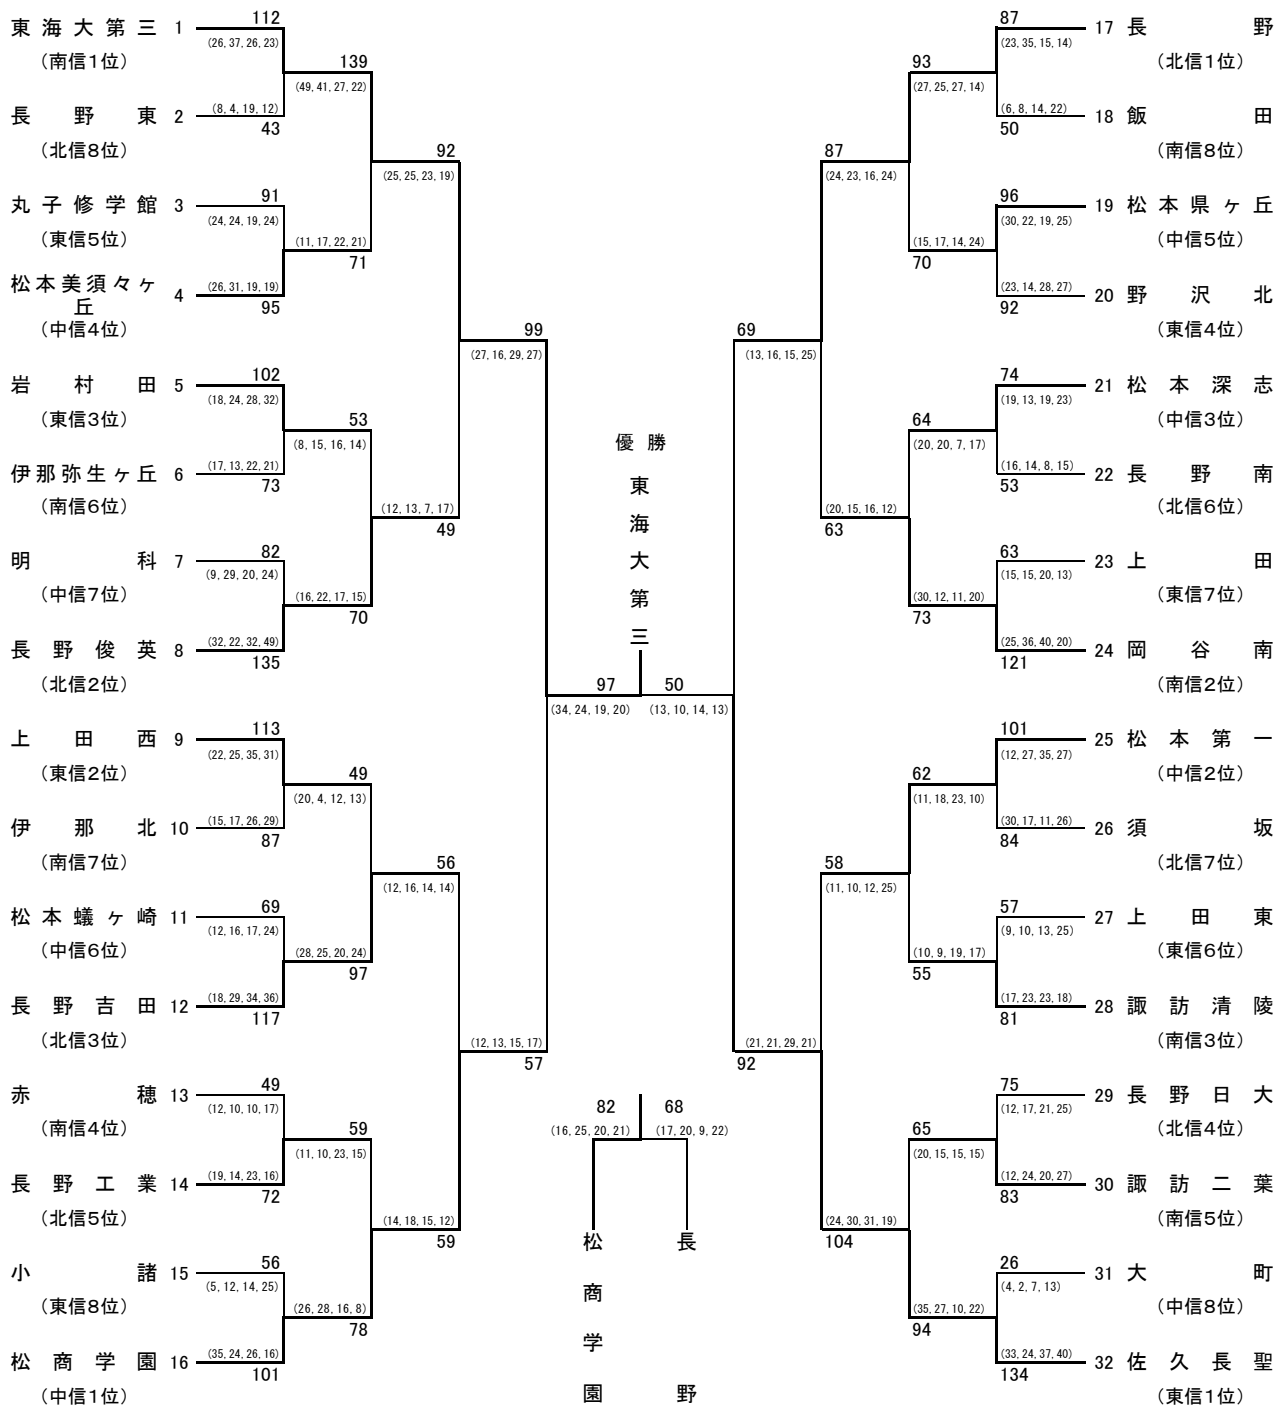 東海大第三 1 112
(26, 37, 26, 23)
(南信1位)
139
(49, 41, 27, 22)
(8, 4, 19, 12)
長野東 2 43
(北信8位)
92
(25, 25, 23, 19)
丸子修学館 3 91
(24, 24, 19, 24)
(東信5位)
(11, 17, 22, 21)
71
松本美須々ヶ丘 4 (26, 31, 19, 19)
95
(中信4位)
99
(27, 16, 29, 27)
岩村田 5 102
(18, 24, 28, 32)
(東信3位)
53
(8, 15, 16, 14)
伊那弥生ヶ丘 6 (17, 13, 22, 21)
73
(南信6位)
(12, 13, 7, 17)
49
明科 7 82
(9, 29, 20, 24)
(中信7位)
(16, 22, 17, 15)
70
長野俊英 8 (32, 22, 32, 49)
135
(北信2位)
上田西 9 113
(22, 25, 35, 31)
(東信2位)
49
(20, 4, 12, 13)
伊那北 10 (15, 17, 26, 29)
87
(南信7位)
56
(12, 16, 14, 14)
松本蟻ヶ崎 11 69
(12, 16, 17, 24)
(中信6位)
(28, 25, 20, 24)
97
長野吉田 12 (18, 29, 34, 36)
117
(北信3位)
(12, 13, 15, 17)
57
赤穂 13 49
(12, 10, 10, 17)
(南信4位)
59
(11, 10, 23, 15)
長野工業 14 (19, 14, 23, 16)
72
(北信5位)
(14, 18, 15, 12)
59
小諸 15 56
(5, 12, 14, 25)
(東信8位)
(26, 28, 16, 8)
78
松商学園 16 (35, 24, 26, 16)
101
(中信1位)
優勝
東海大第三
97 50
(34, 24, 19, 20) (13, 10, 14, 13)
82 68
(16, 25, 20, 21) (17, 20, 9, 22)
松商学園
長野
87 17 長野
(23, 35, 15, 14)
(北信1位)
93
(27, 25, 27, 14)
(6, 8, 14, 22)
50 18 飯田
(南信8位)
87
(24, 23, 16, 24)
96 19 松本県ヶ丘
(30, 22, 19, 25)
(中信5位)
(15, 17, 14, 24)
70
(23, 14, 28, 27)
92 20 野沢北
(東信4位)
69
(13, 16, 15, 25)
74 21 松本深志
(19, 13, 19, 23)
(中信3位)
64
(20, 20, 7, 17)
(16, 14, 8, 15)
53 22 長野南
(北信6位)
(20, 15, 16, 12)
63
63 23 上田
(15, 15, 20, 13)
(東信7位)
(30, 12, 11, 20)
73
(25, 36, 40, 20)
121 24 岡谷南
(南信2位)
101 25 松本第一
(12, 27, 35, 27)
(中信2位)
62
(11, 18, 23, 10)
(30, 17, 11, 26)
84 26 須坂
(北信7位)
58
(11, 10, 12, 25)
57 27 上田東
(9, 10, 13, 25)
(東信6位)
(10, 9, 19, 17)
55
(17, 23, 23, 18)
81 28 諏訪清陵
(南信3位)
(21, 21, 29, 21)
92
75 29 長野日大
(12, 17, 21, 25)
(北信4位)
65
(20, 15, 15, 15)
(12, 24, 20, 27)
83 30 諏訪二葉
(南信5位)
(24, 30, 31, 19)
104
26 31 大町
(4, 2, 7, 13)
(中信8位)
(35, 27, 10, 22)
94
(33, 24, 37, 40)
134 32 佐久長聖
(東信1位)